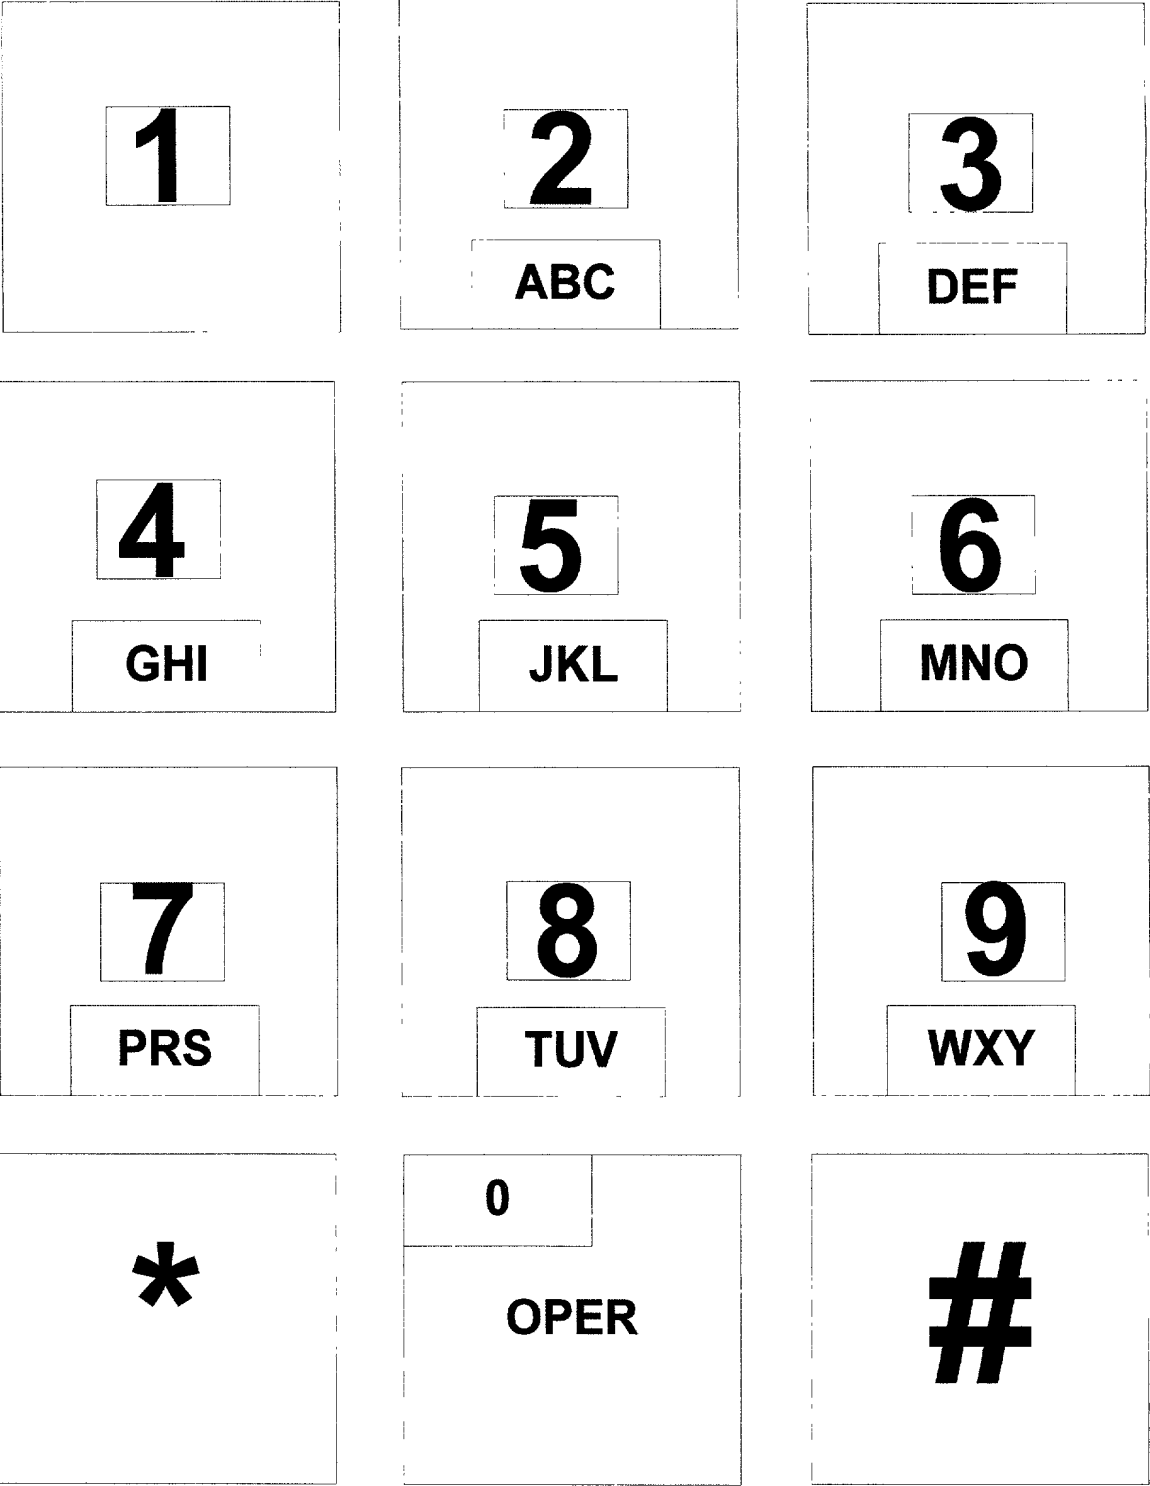 1 2 3
ABC DEF
4 5 6
GHI JKL MNO
7 8 9
PRS TUV WXY
* 0 #
OPER